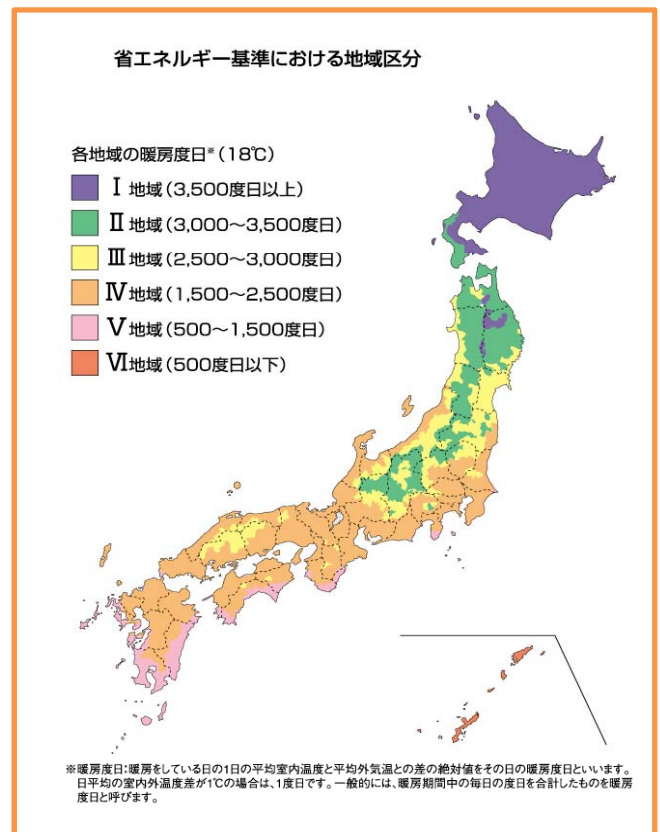 省エネルギー基準における地域区分
各地域の暖房度日※(18℃)
Ⅰ 地域(3,500度日以上)
Ⅱ 地域(3,000～3,500度日)
Ⅲ 地域(2,500～3,000度日)
Ⅳ 地域(1,500～2,500度日)
Ⅴ 地域(500～1,500度日)
Ⅵ 地域(500度日以下)
※暖房度日：暖房をしている日の1日の平均室内温度と平均外気温との差の絶対値をその日の暖房度日といいます。
日平均の室内外温度差が1℃の場合は、1度日です。一般的には、暖房期間中の毎日の度日を合計したものを暖房
度日と呼びます。